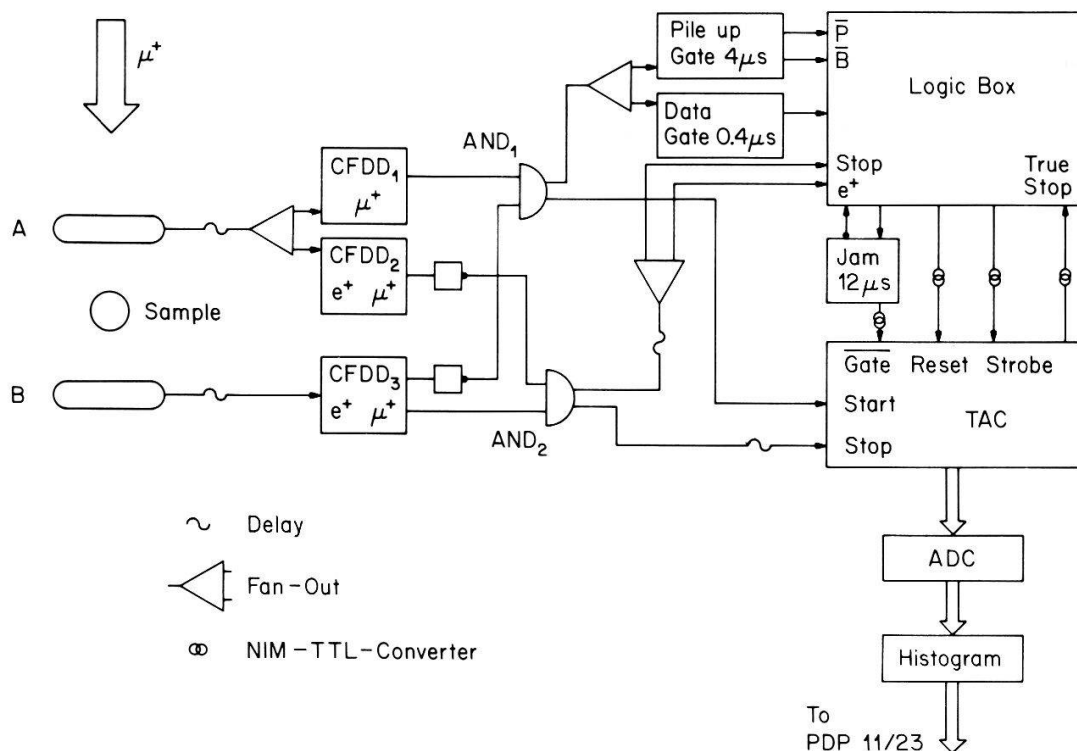 μ⁺
A
B
Sample
CFDD₁
μ⁺
CFDD₂
e⁺ μ⁺
CFDD₃
e⁺ μ⁺
AND₁
AND₂
Pile up
Gate 4μs
Data
Gate 0.4μs
P̅
B̅
Logic Box
Stop
e⁺
True
Stop
Jam
12μs
G̅a̅t̅e̅ Reset Strobe
Start
TAC
Stop
ADC
Histogram
To
PDP 11/23
Delay
Fan-Out
NIM-TTL-Converter